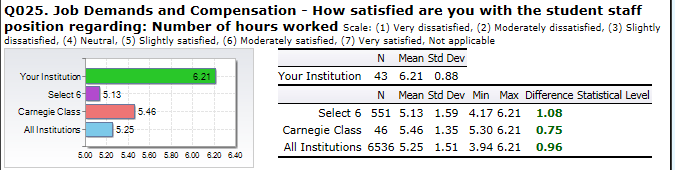 Q025. Job Demands and Compensation - How satisfied are you with the student staff
position regarding: Number of hours worked Scale: (1) Very dissatisfied, (2) Moderately dissatisfied, (3) Slightly
dissatisfied, (4) Neutral, (5) Slightly satisfied, (6) Moderately satisfied, (7) Very satisfied, Not applicable
Your Institution 6.21
Select 6 5.13
Carnegie Class 5.46
All Institutions 5.25
5.00 5.20 5.40 5.60 5.80 6.00 6.20 6.40
N Mean Std Dev
Your Institution 43 6.21 0.88
N Mean Std Dev Min Max Difference Statistical Level
Select 6 551 5.13 1.59 4.17 6.21 1.08
Carnegie Class 46 5.46 1.35 5.30 6.21 0.75
All Institutions 6536 5.25 1.51 3.94 6.21 0.96